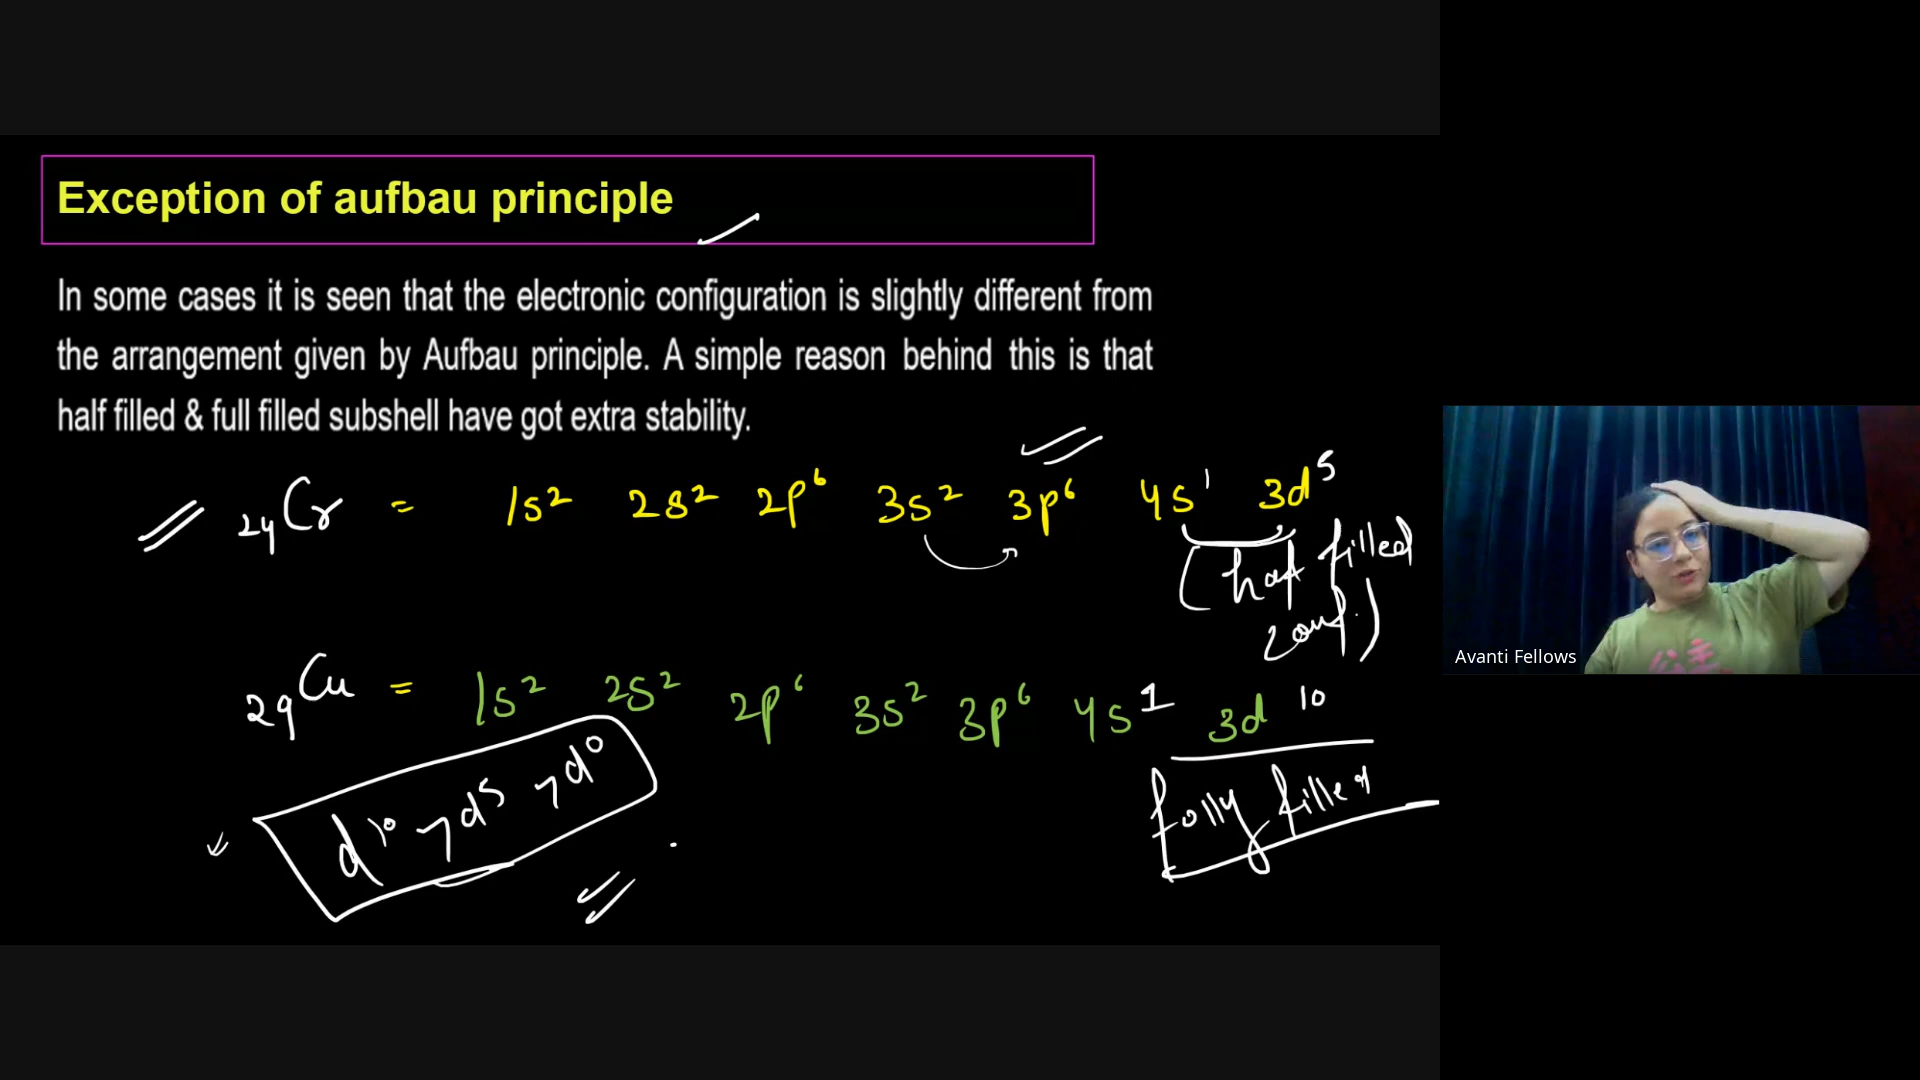 Exception of aufbau principle
In some cases it is seen that the electronic configuration is slightly different from
the arrangement given by Aufbau principle. A simple reason behind this is that
half filled & full filled subshell have got extra stability.
₂₄Cr = 1s² 2s² 2p⁶ 3s² 3p⁶ 4s¹ 3d⁵
(half filled
conf.)
Avanti Fellows
₂₉Cu = 1s² 2s² 2p⁶ 3s² 3p⁶ 4s¹ 3d¹⁰
fully filled
d¹⁰ > d⁵ > d⁰